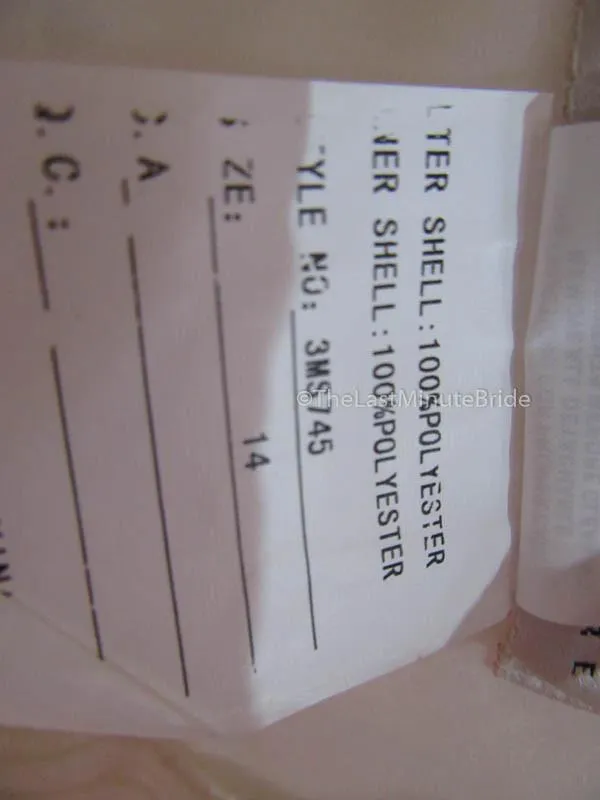 TER SHELL:100%POLYESTER
NER SHELL:100%POLYESTER
YLE NO: 3MS745
ZE: 14
.A
.C.:
©TheLastMinuteBride